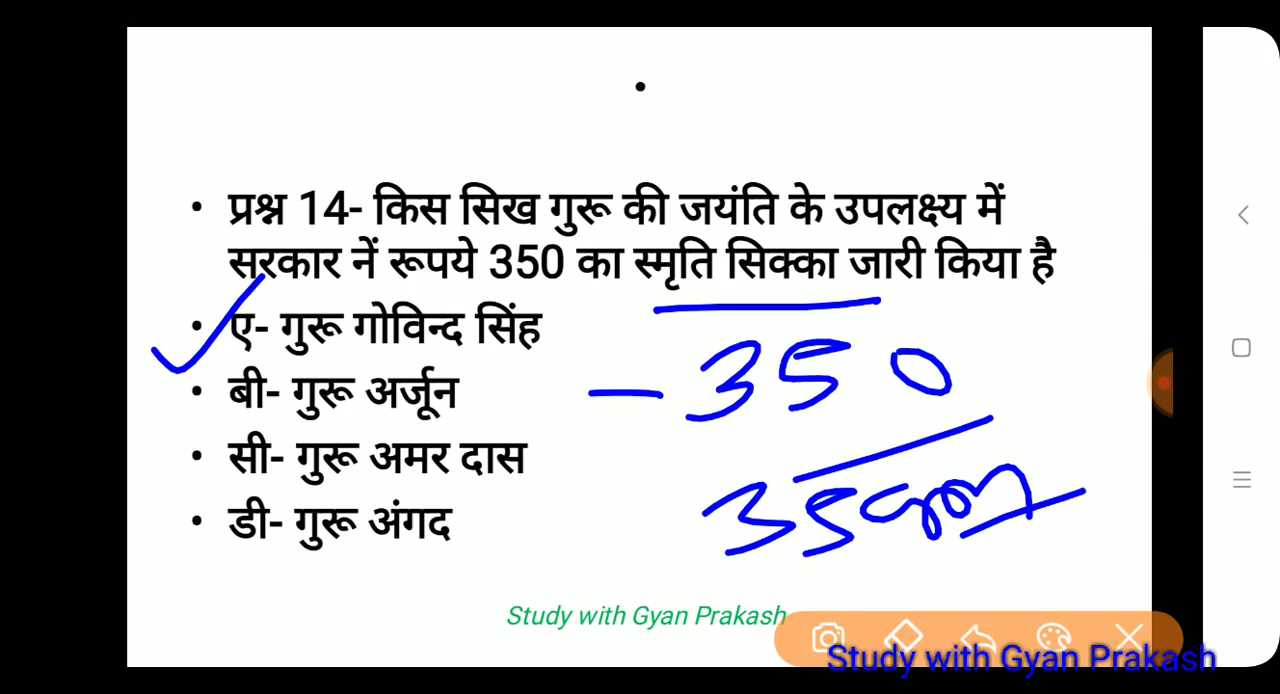 • प्रश्न 14- किस सिख गुरू की जयंति के उपलक्ष्य में
सरकार नें रूपये 350 का स्मृति सिक्का जारी किया है
• ए- गुरू गोविन्द सिंह
• बी- गुरू अर्जून
• सी- गुरू अमर दास
• डी- गुरू अंगद
350
Study with Gyan Prakash
Study with Gyan Prakash